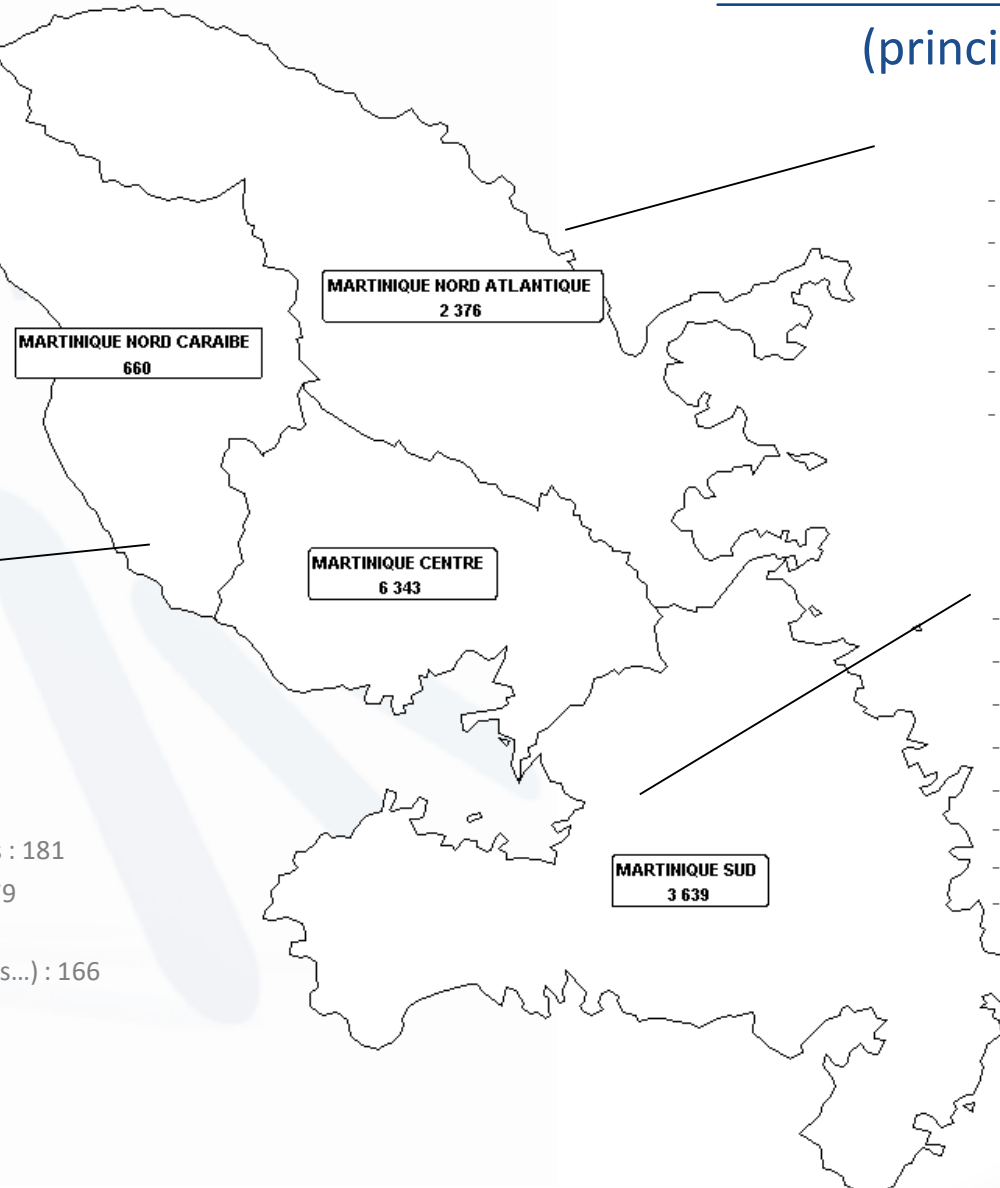 (princi
MARTINIQUE NORD ATLANTIQUE
2 376
MARTINIQUE NORD CARAIBE
660
MARTINIQUE CENTRE
6 343
s : 181
79
MARTINIQUE SUD
3 639
s…) : 166
-
-
-
-
-
-
-
-
-
-
-
-
-
-